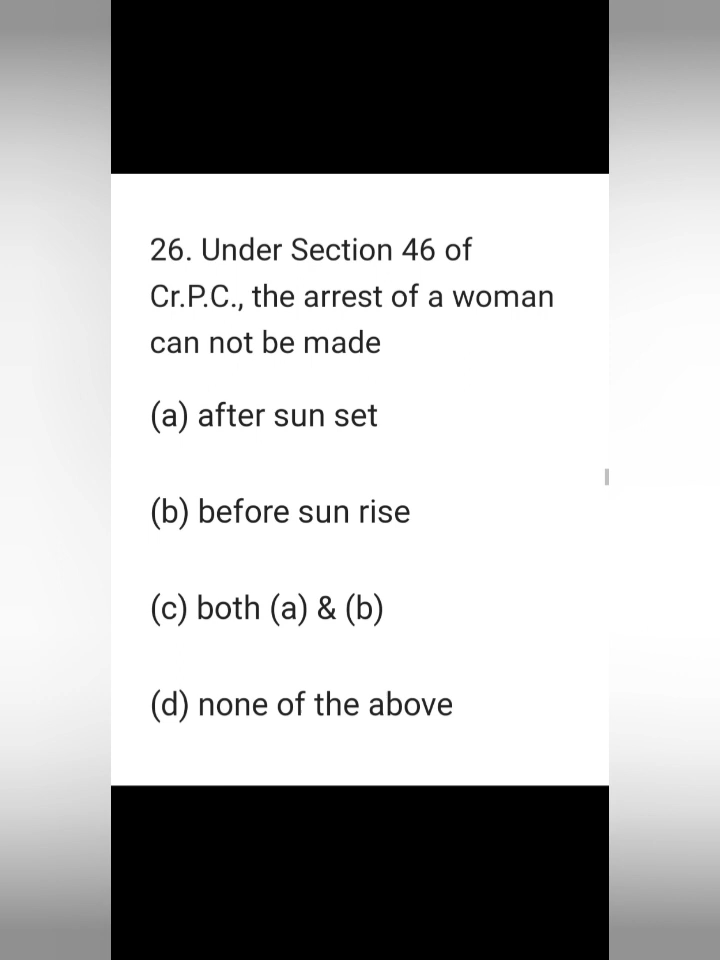 26. Under Section 46 of
Cr.P.C., the arrest of a woman
can not be made
(a) after sun set
(b) before sun rise
(c) both (a) & (b)
(d) none of the above